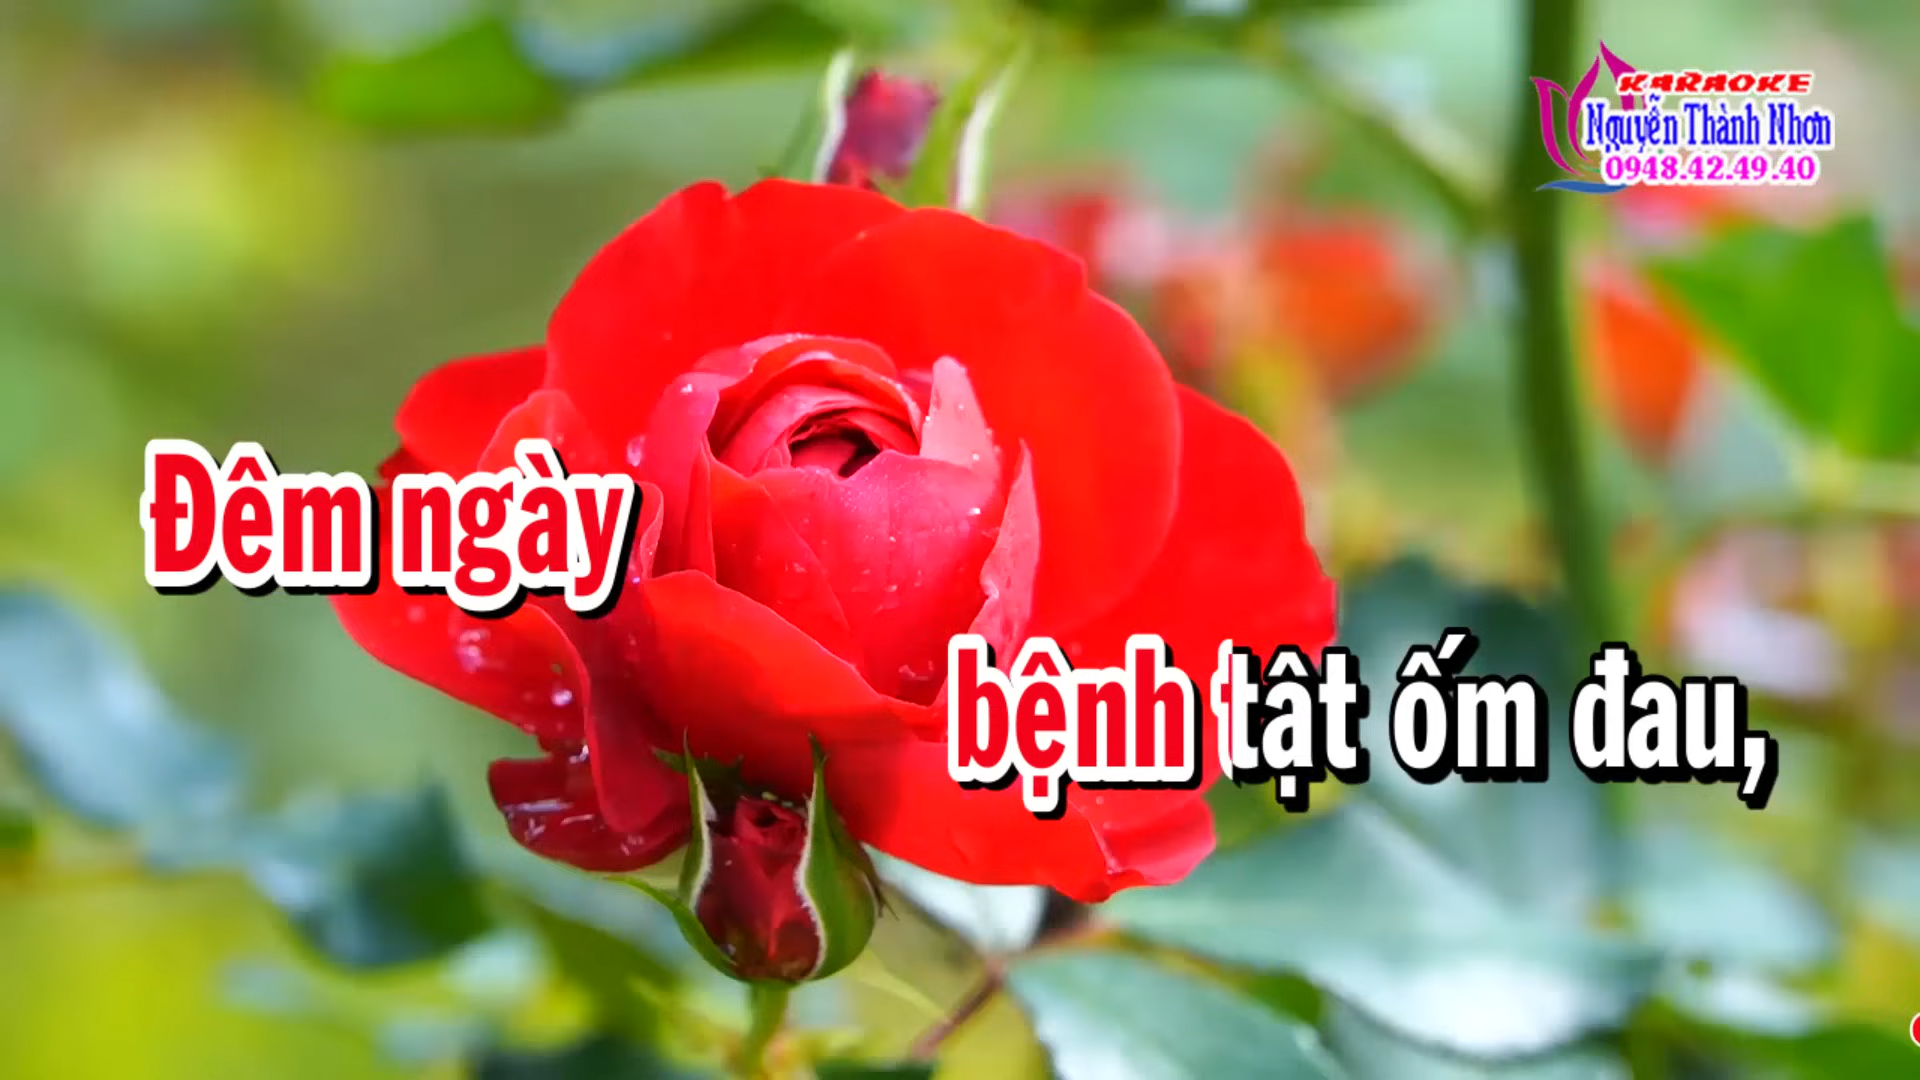 KARAOKE
Nguyễn Thành Nhơn
0948.42.49.40
Đêm ngày
bệnh tật ốm đau,